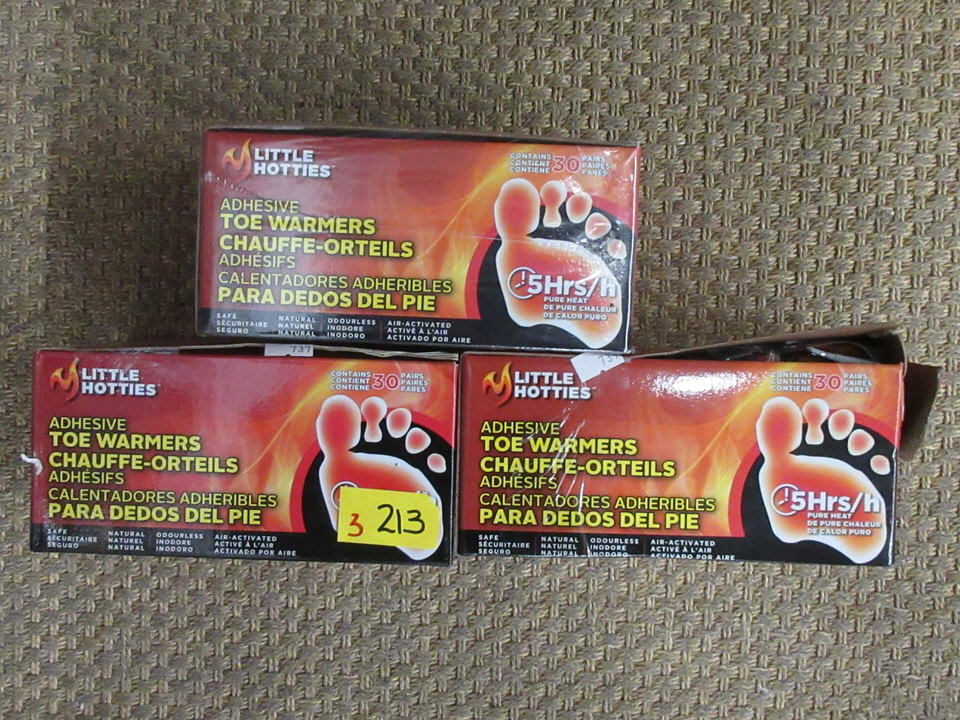 LITTLE
HOTTIES
CONTAINS
CONTIENT
CONTIENE
30
PAIRS
PAIRES
PARES
ADHESIVE
TOE WARMERS
CHAUFFE-ORTEILS
ADHÉSIFS
CALENTADORES ADHERIBLES
PARA DEDOS DEL PIE
5Hrs/h
PURE HEAT
DE PURE CHALEUR
DE CALOR PURO
SAFE NATURAL ODOURLESS AIR-ACTIVATED
SÉCURITAIRE NATUREL INODORE ACTIVÉ À L'AIR
SEGURO NATURAL INODORO ACTIVADO POR AIRE
737
LITTLE
HOTTIES
CONTAINS
CONTIENT
CONTIENE
30
PAIRS
PAIRES
PARES
ADHESIVE
TOE WARMERS
CHAUFFE-ORTEILS
ADHÉSIFS
CALENTADORES ADHERIBLES
PARA DEDOS DEL PIE
3 213
SAFE NATURAL ODOURLESS AIR-ACTIVATED
SÉCURITAIRE NATUREL INODORE ACTIVÉ À L'AIR
SEGURO NATURAL INODORO ACTIVADO POR AIRE
LITTLE
HOTTIES
CONTAINS
CONTIENT
CONTIENE
30
PAIRS
PAIRES
PARES
ADHESIVE
TOE WARMERS
CHAUFFE-ORTEILS
ADHÉSIFS
CALENTADORES ADHERIBLES
PARA DEDOS DEL PIE
5Hrs/h
PURE HEAT
DE PURE CHALEUR
DE CALOR PURO
SAFE NATURAL ODOURLESS AIR-ACTIVATED
SÉCURITAIRE NATUREL INODORE ACTIVÉ À L'AIR
SEGURO NATURAL INODORO ACTIVADO POR AIRE